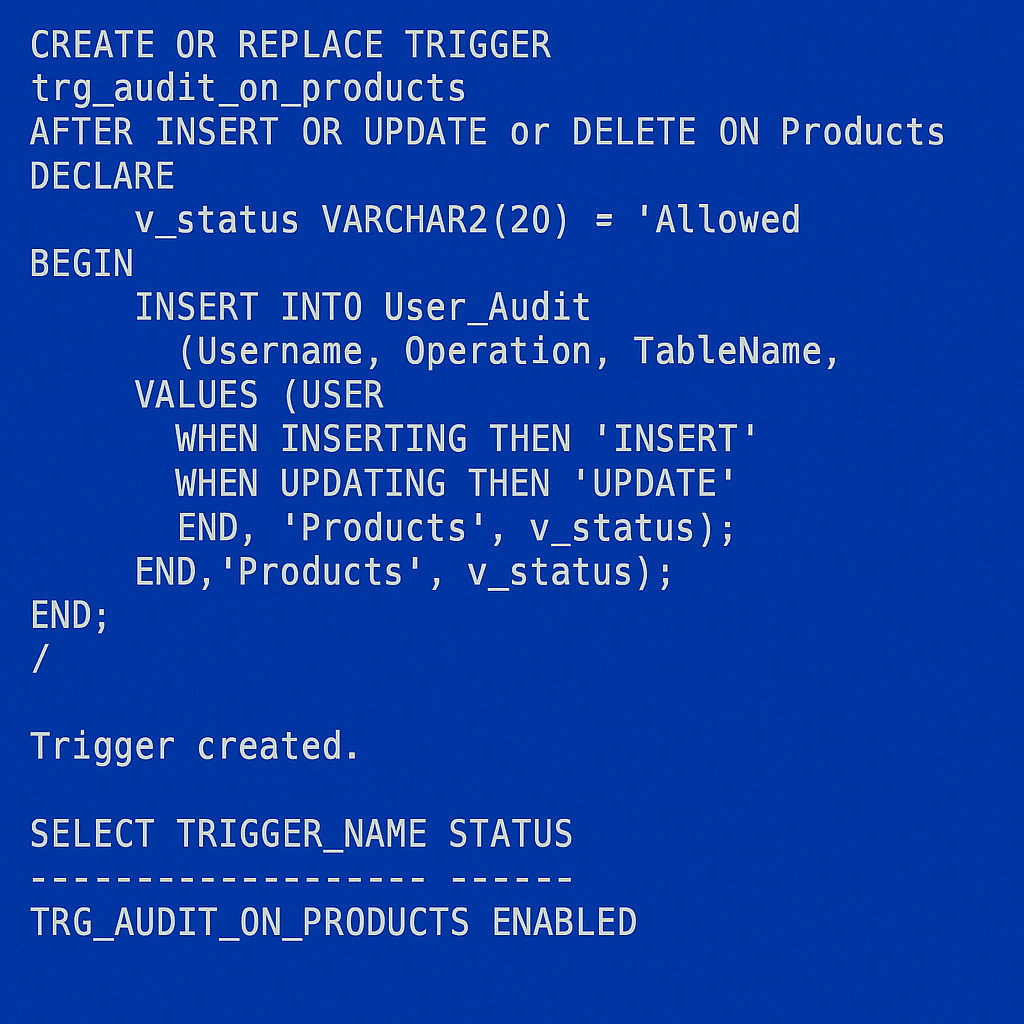 CREATE OR REPLACE TRIGGER
trg_audit_on_products
AFTER INSERT OR UPDATE or DELETE ON Products
DECLARE
     v_status VARCHAR2(20) = 'Allowed
BEGIN
     INSERT INTO User_Audit
       (Username, Operation, TableName,
     VALUES (USER
       WHEN INSERTING THEN 'INSERT'
       WHEN UPDATING THEN 'UPDATE'
       END, 'Products', v_status);
     END,'Products', v_status);
END;
/
Trigger created.
SELECT TRIGGER_NAME STATUS
------------------- ------
TRG_AUDIT_ON_PRODUCTS ENABLED